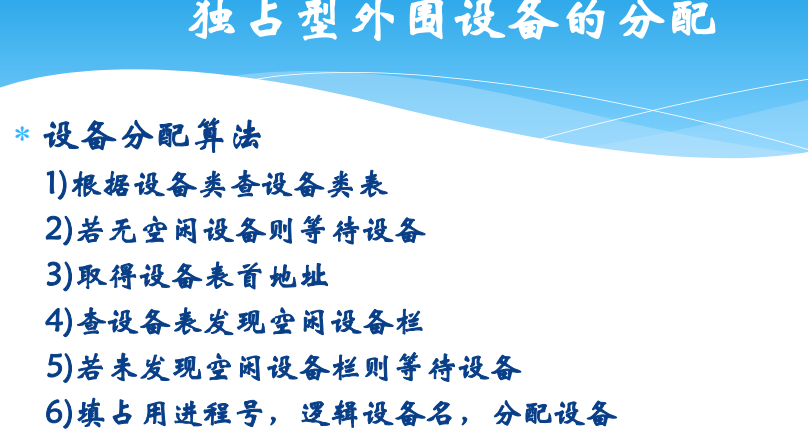 独占型外围设备的分配
* 设备分配算法
1)根据设备类查设备类表
2)若无空闲设备则等待设备
3)取得设备表首地址
4)查设备表发现空闲设备栏
5)若未发现空闲设备栏则等待设备
6)填占用进程号，逻辑设备名，分配设备